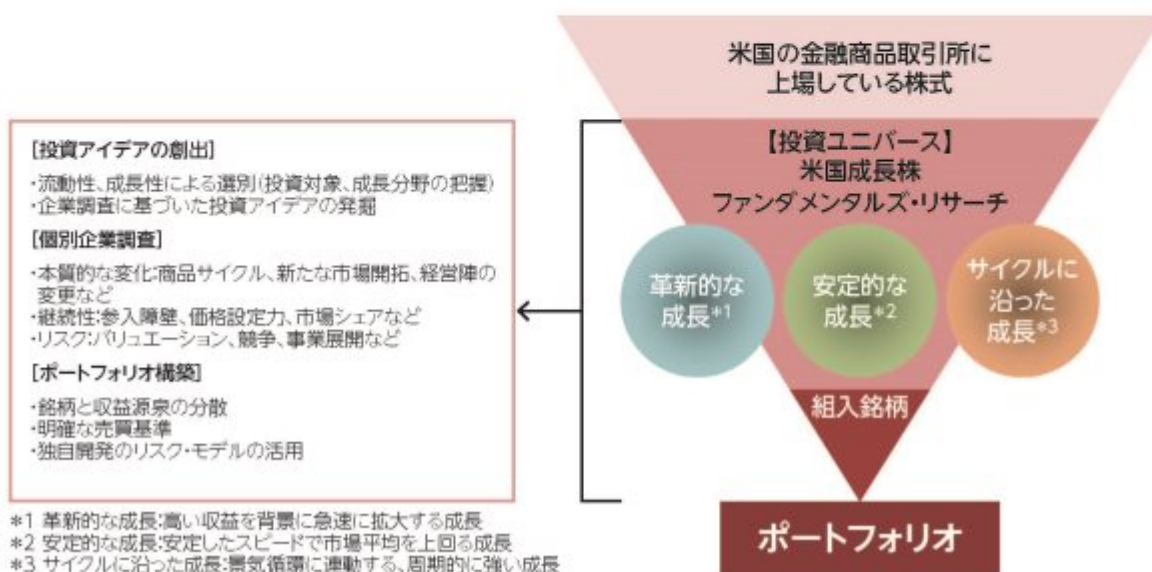 米国の金融商品取引所に
上場している株式
【投資ユニバース】
米国成長株
ファンダメンタルズ・リサーチ
革新的な
成長*1
安定的な
成長*2
サイクルに
沿った
成長*3
組入銘柄
ポートフォリオ
[投資アイデアの創出]
・流動性、成長性による選別(投資対象、成長分野の把握)
・企業調査に基づいた投資アイデアの発掘
[個別企業調査]
・本質的な変化:商品サイクル、新たな市場開拓、経営陣の
変更など
・継続性:参入障壁、価格設定力、市場シェアなど
・リスク:バリュエーション、競争、事業展開など
[ポートフォリオ構築]
・銘柄と収益源泉の分散
・明確な売買基準
・独自開発のリスク・モデルの活用
*1 革新的な成長:高い収益を背景に急速に拡大する成長
*2 安定的な成長:安定したスピードで市場平均を上回る成長
*3 サイクルに沿った成長:景気循環に連動する、周期的に強い成長